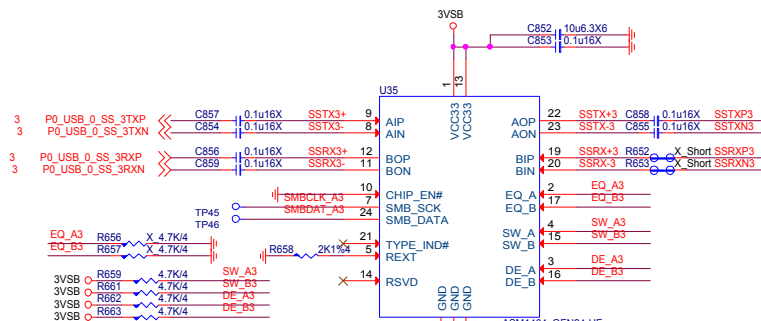 3VSB
C852 10u6.3X6
C853 0.1u16X
U35
1 13
VCC33 VCC33
3 P0_USB_0_SS_3TXP C857 0.1u16X SSTX3+ 9 AIP AOP 22 SSTX+3 C858 0.1u16X SSTXP3
3 P0_USB_0_SS_3TXN C854 0.1u16X SSTX3- 8 AIN AON 23 SSTX-3 C855 0.1u16X SSTXN3
3 P0_USB_0_SS_3RXP C856 0.1u16X SSRX3+ 12 BOP BIP 19 SSRX+3 R652 X_Short SSRXP3
3 P0_USB_0_SS_3RXN C859 0.1u16X SSRX3- 11 BON BIN 20 SSRX-3 R653 X_Short SSRXN3
10 CHIP_EN# EQ_A 2 EQ_A3
SMBCLK_A3 7 SMB_SCK EQ_B 17 EQ_B3
TP45 SMBDAT_A3 24 SMB_DATA
TP46
SW_A 4 SW_A3
EQ_A3 R656 X_4.7K/4 21 TYPE_IND# SW_B 15 SW_B3
EQ_B3 R657 X_4.7K/4 R658 2K1%4 5 REXT
DE_A 3 DE_A3
3VSB R659 4.7K/4 SW_A3 14 RSVD DE_B 16 DE_B3
3VSB R661 4.7K/4 SW_B3
3VSB R662 4.7K/4 DE_A3
3VSB R663 4.7K/4 DE_B3
GND GND GND